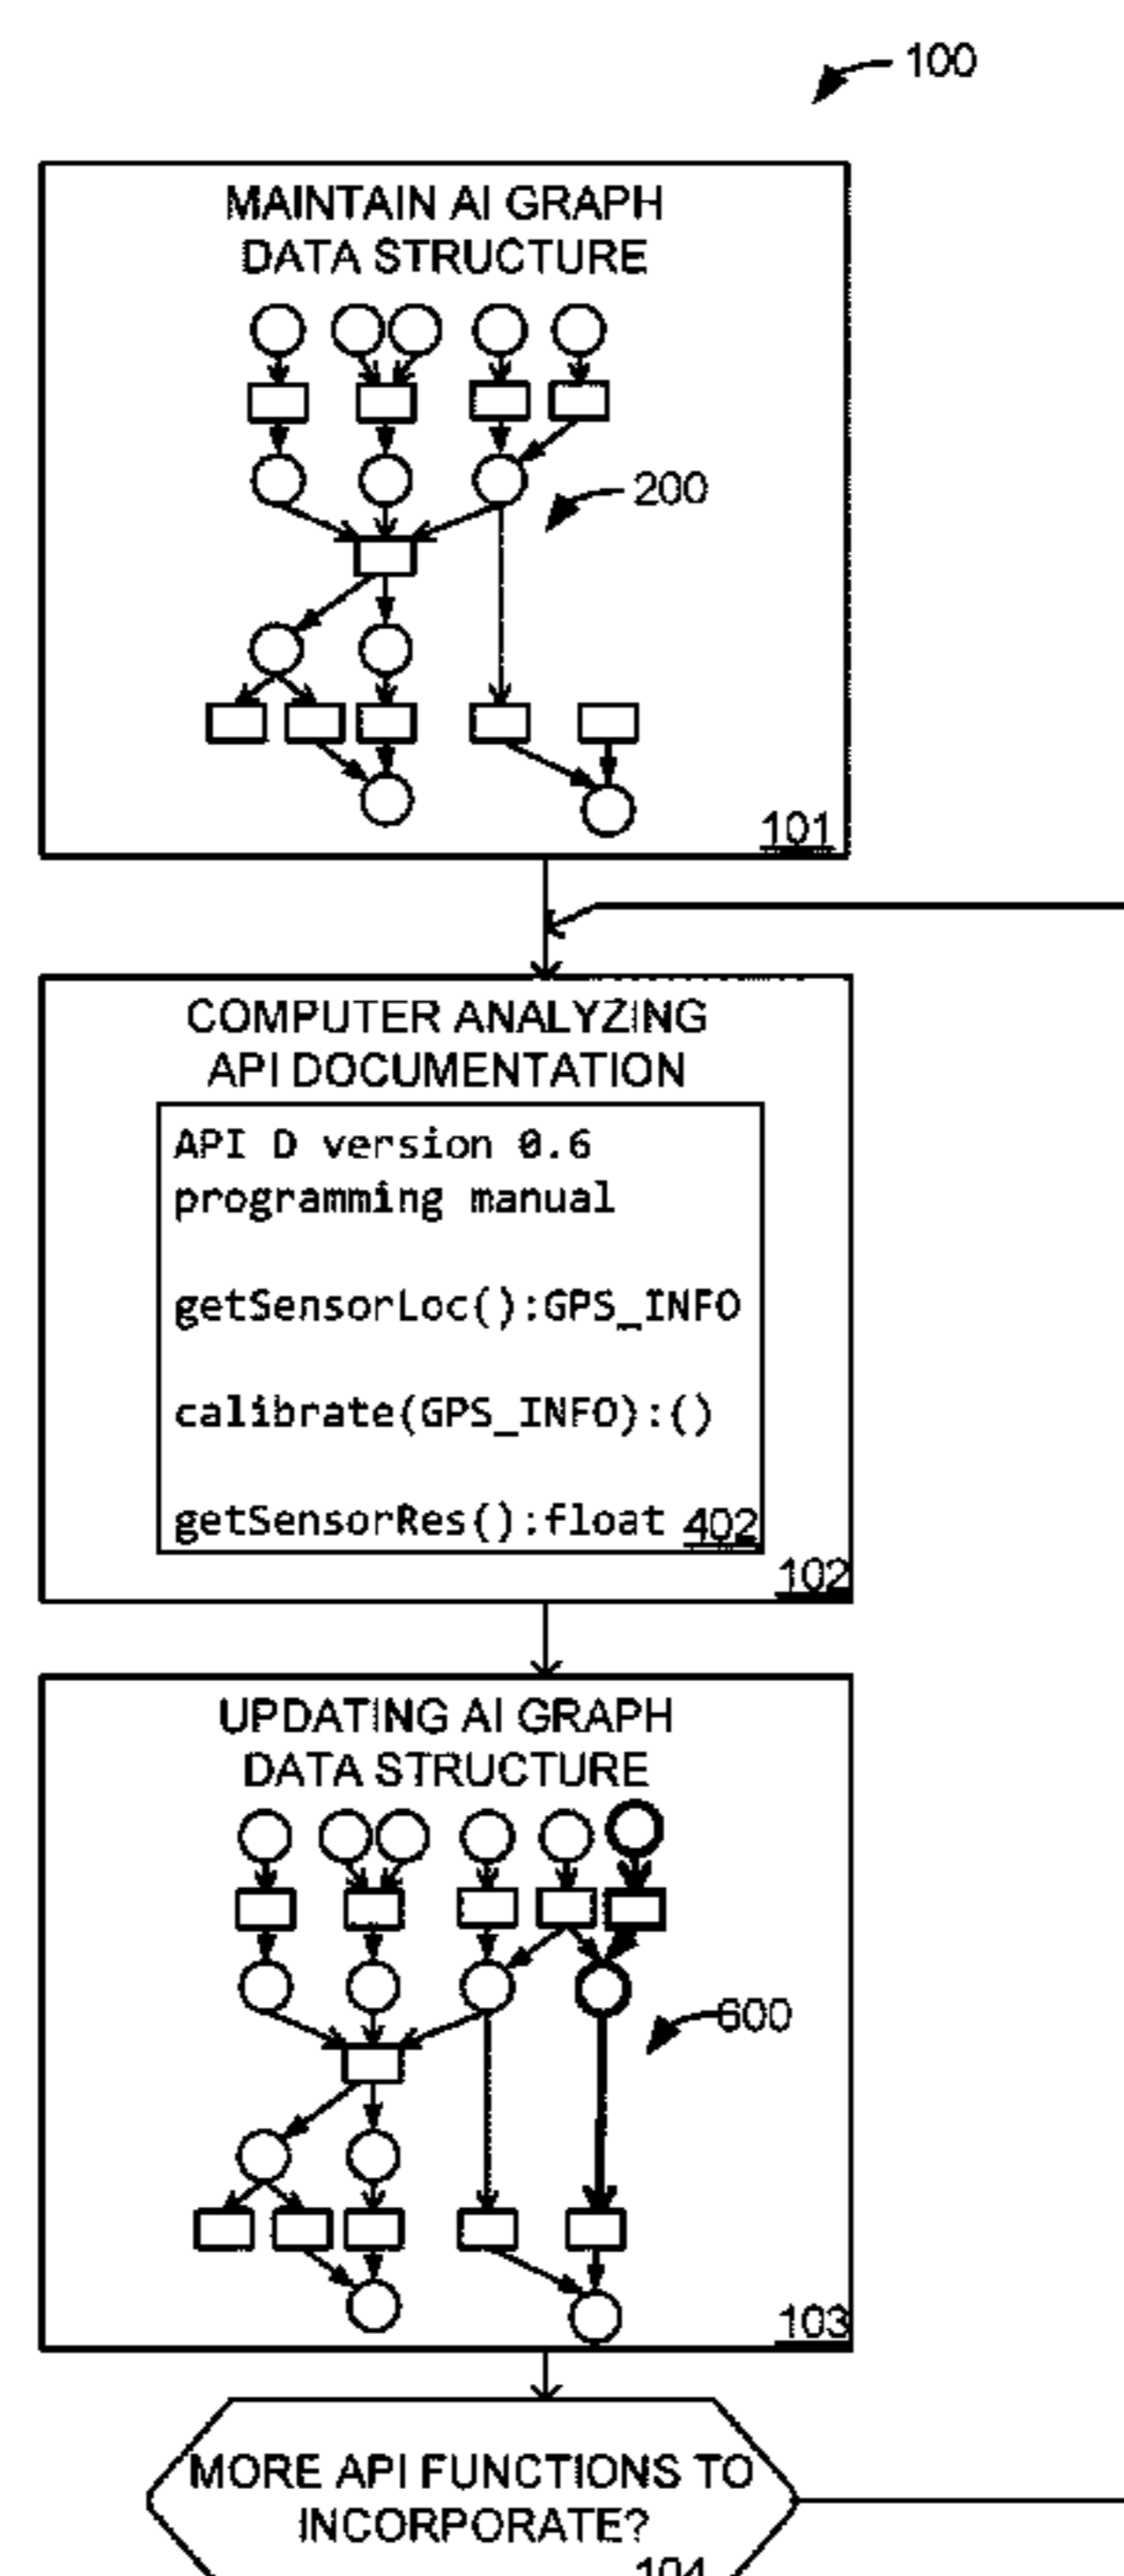 100
MAINTAIN AI GRAPH
DATA STRUCTURE
200
101
COMPUTER ANALYZING
API DOCUMENTATION
API D version 0.6
programming manual
getSensorLoc():GPS_INFO
calibrate(GPS_INFO):()
getSensorRes():float 402
102
UPDATING AI GRAPH
DATA STRUCTURE
600
103
MORE API FUNCTIONS TO
INCORPORATE?
104